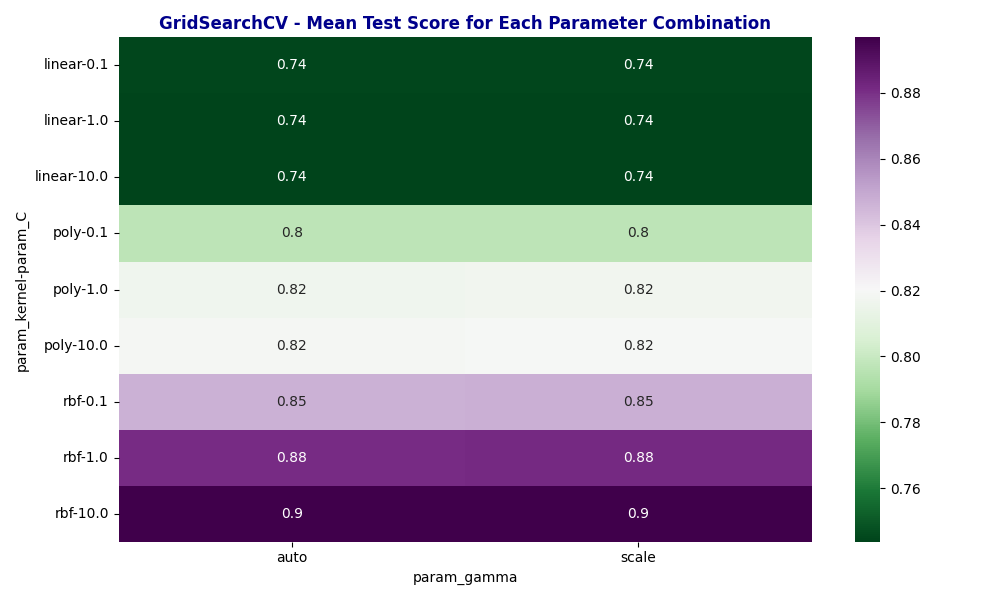 GridSearchCV - Mean Test Score for Each Parameter Combination
param_kernel-param_C
linear-0.1 0.74 0.74
linear-1.0 0.74 0.74
linear-10.0 0.74 0.74
poly-0.1 0.8 0.8
poly-1.0 0.82 0.82
poly-10.0 0.82 0.82
rbf-0.1 0.85 0.85
rbf-1.0 0.88 0.88
rbf-10.0 0.9 0.9
auto scale
param_gamma
0.88
0.86
0.84
0.82
0.80
0.78
0.76